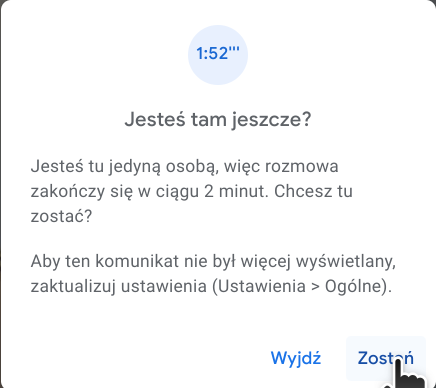 1:52'''
Jesteś tam jeszcze?
Jesteś tu jedyną osobą, więc rozmowa
zakończy się w ciągu 2 minut. Chcesz tu
zostać?
Aby ten komunikat nie był więcej wyświetlany,
zaktualizuj ustawienia (Ustawienia > Ogólne).
Wyjdź
Zostań